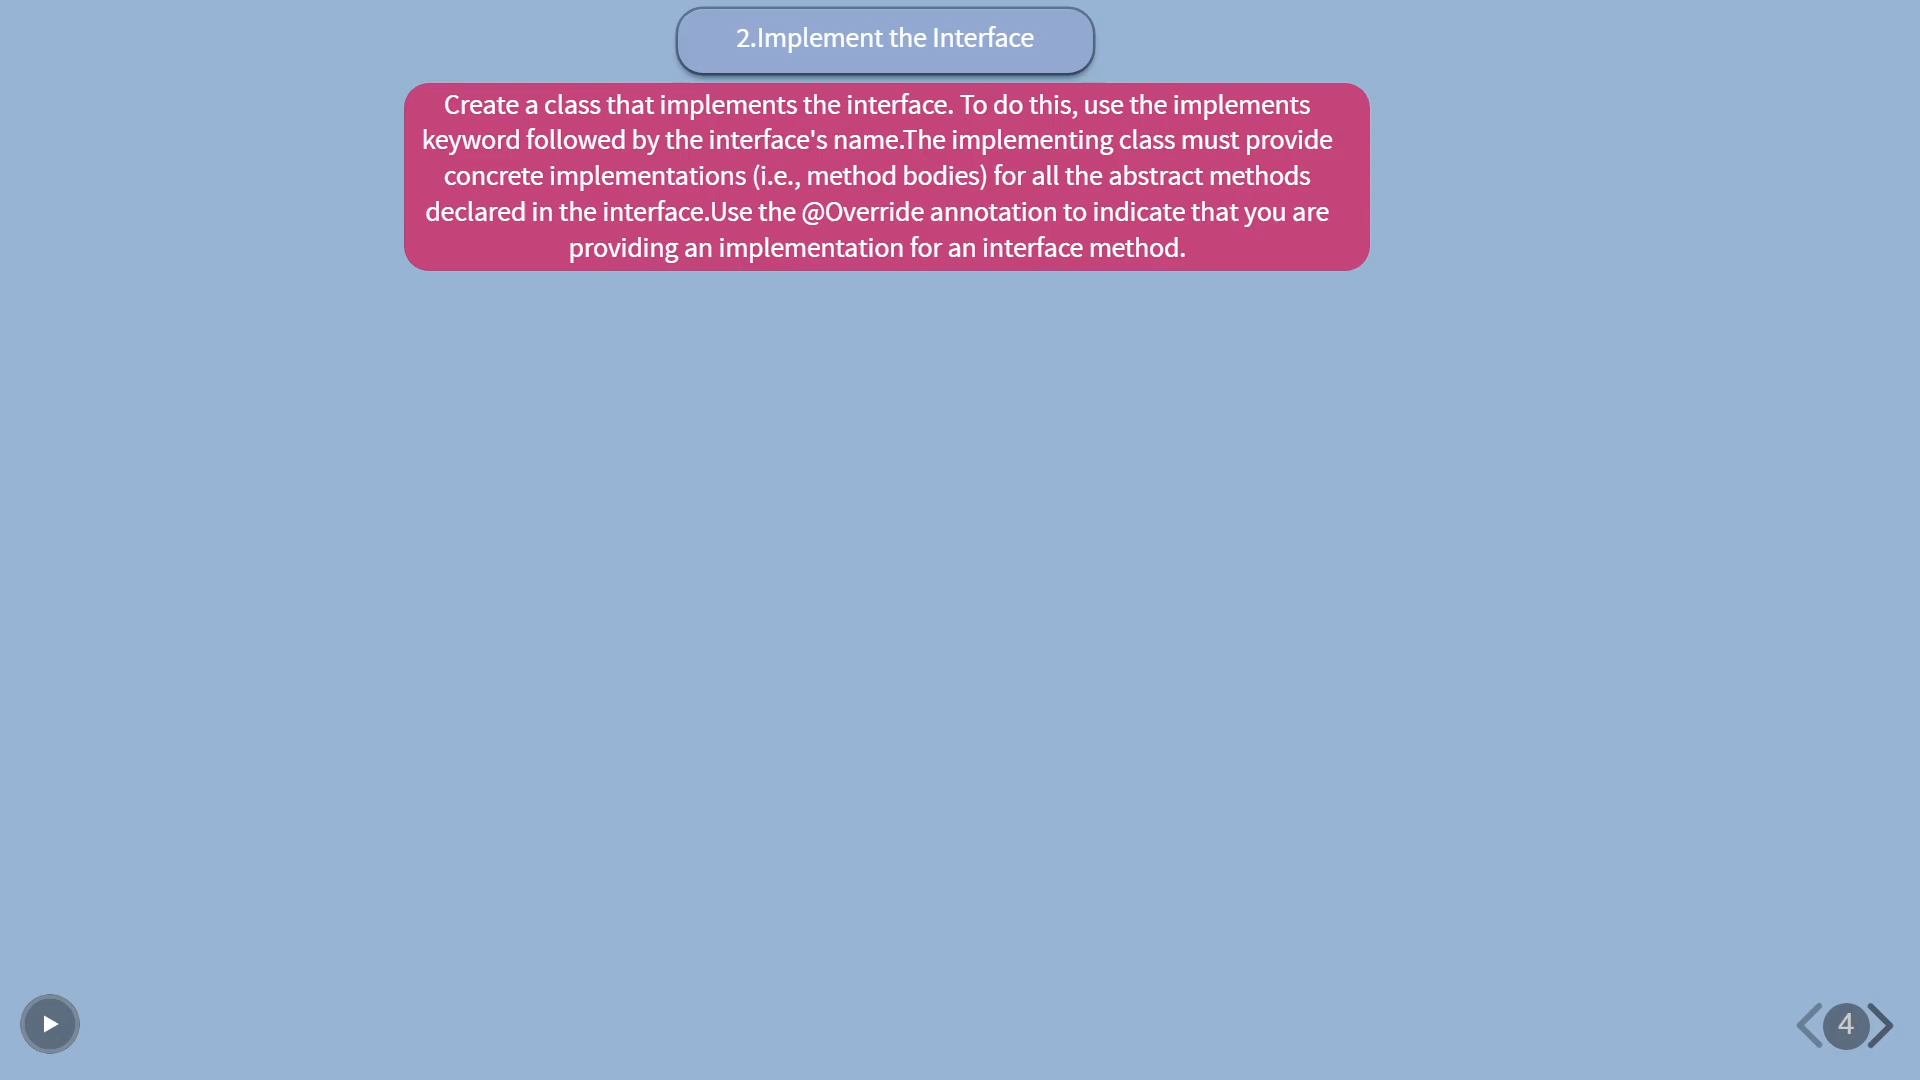 2.Implement the Interface
Create a class that implements the interface. To do this, use the implements
keyword followed by the interface's name.The implementing class must provide
concrete implementations (i.e., method bodies) for all the abstract methods
declared in the interface.Use the @Override annotation to indicate that you are
providing an implementation for an interface method.
4